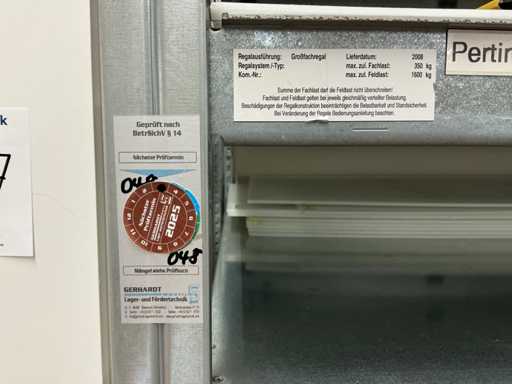 Regalausführung: Großfachregal Lieferdatum: 2008
Regalsystem /-Typ: max. zul. Fachlast: 350 kg
Kom.-Nr.: max. zul. Feldlast: 1600 kg
Summe der Fachlast darf die Feldlast nicht überschreiten!
Fachlast und Feldlast gelten bei jeweils gleichmäßig verteilter Belastung.
Beschädigungen der Regalkonstruktion beeinträchtigen die Belastbarkeit und Standsicherheit.
Bei Veränderung der Regale Bedienungsanleitung beachten.
Pertin
k
Geprüft nach
BetrSichV § 14
Nächster Prüftermin
048
Nächster
Prüftermin
2025
048
Mängel siehe Prüfbuch
GERHARDT
Lager- und Fördertechnik